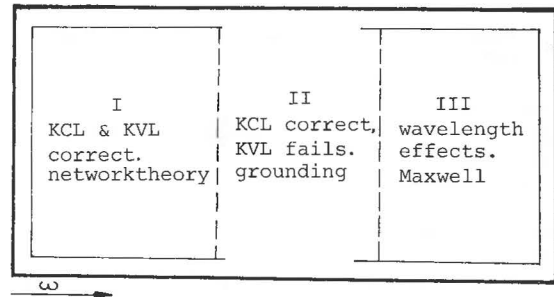 I
KCL & KVL
correct.
networktheory
II
KCL correct,
KVL fails.
grounding
III
wavelength
effects.
Maxwell
ω